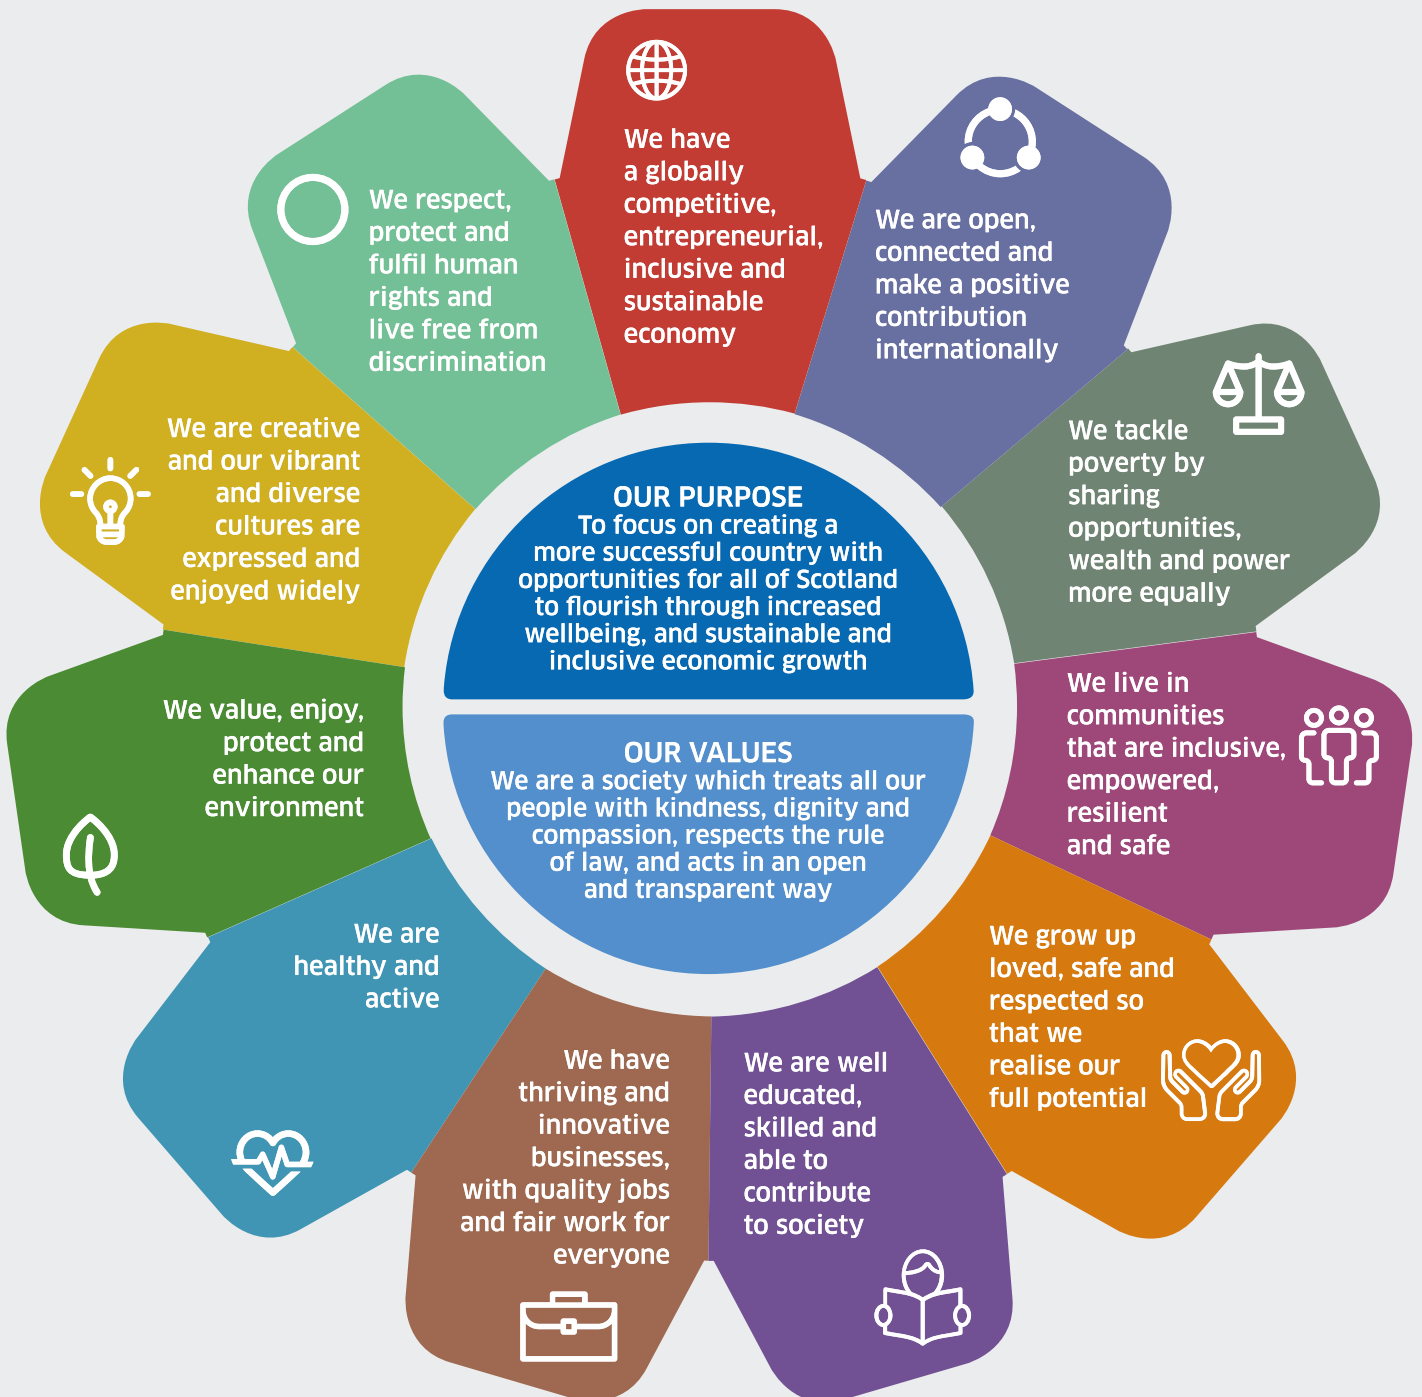 We have
a globally
competitive,
entrepreneurial,
inclusive and
sustainable
economy
We are open,
connected and
make a positive
contribution
internationally
We tackle
poverty by
sharing
opportunities,
wealth and power
more equally
We live in
communities
that are inclusive,
empowered,
resilient
and safe
We grow up
loved, safe and
respected so
that we
realise our
full potential
We are well
educated,
skilled and
able to
contribute
to society
We have
thriving and
innovative
businesses,
with quality jobs
and fair work for
everyone
We are
healthy and
active
We value, enjoy,
protect and
enhance our
environment
We are creative
and our vibrant
and diverse
cultures are
expressed and
enjoyed widely
We respect,
protect and
fulfil human
rights and
live free from
discrimination
OUR PURPOSE
To focus on creating a
more successful country with
opportunities for all of Scotland
to flourish through increased
wellbeing, and sustainable and
inclusive economic growth
OUR VALUES
We are a society which treats all our
people with kindness, dignity and
compassion, respects the rule
of law, and acts in an open
and transparent way